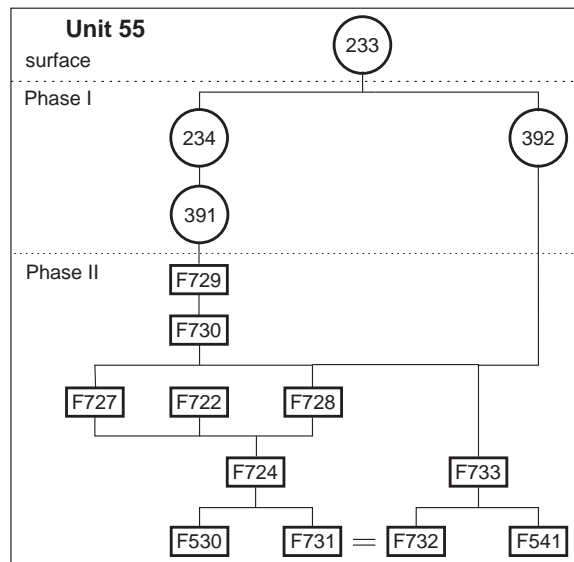 Unit 55
233
surface
Phase I
234
392
391
Phase II
F729
F730
F727 F722 F728
F724 F733
F530 F731 = F732 F541